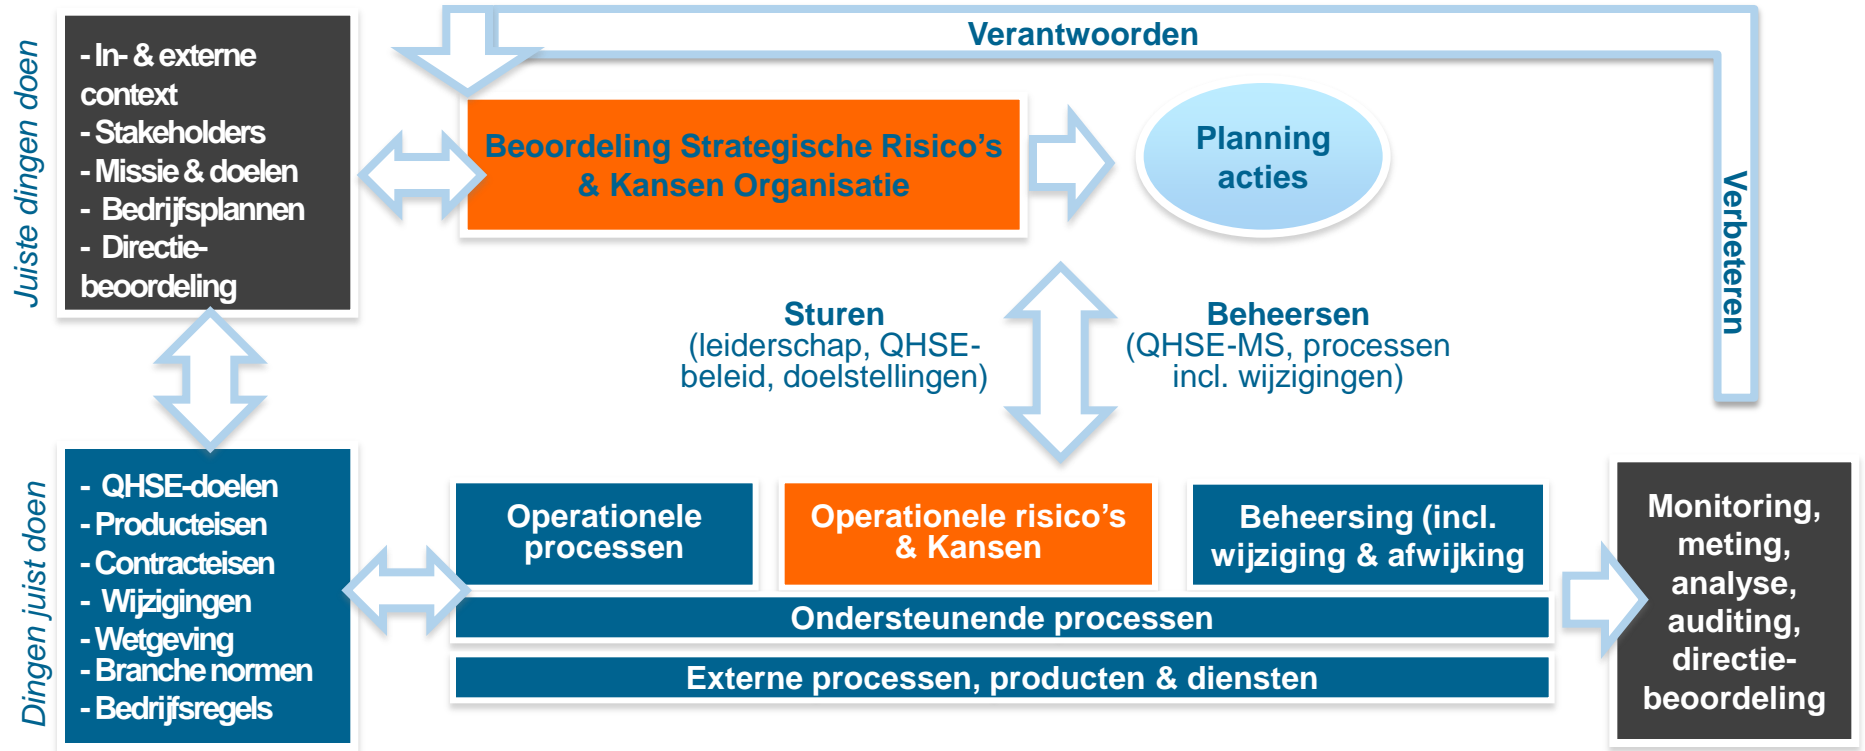 Juiste dingen doen
- In- & externe
context
- Stakeholders
- Missie & doelen
- Bedrijfsplannen
- Directie-
beoordeling
Verantwoorden
Beoordeling Strategische Risico's
& Kansen Organisatie
Planning
acties
Verbeteren
Sturen
(leiderschap, QHSE-
beleid, doelstellingen)
Beheersen
(QHSE-MS, processen
incl. wijzigingen)
Dingen juist doen
- QHSE-doelen
- Producteisen
- Contracteisen
- Wijzigingen
- Wetgeving
- Branche normen
- Bedrijfsregels
Operationele
processen
Operationele risico's
& Kansen
Beheersing (incl.
wijziging & afwijking
Ondersteunende processen
Externe processen, producten & diensten
Monitoring,
meting,
analyse,
auditing,
directie-
beoordeling